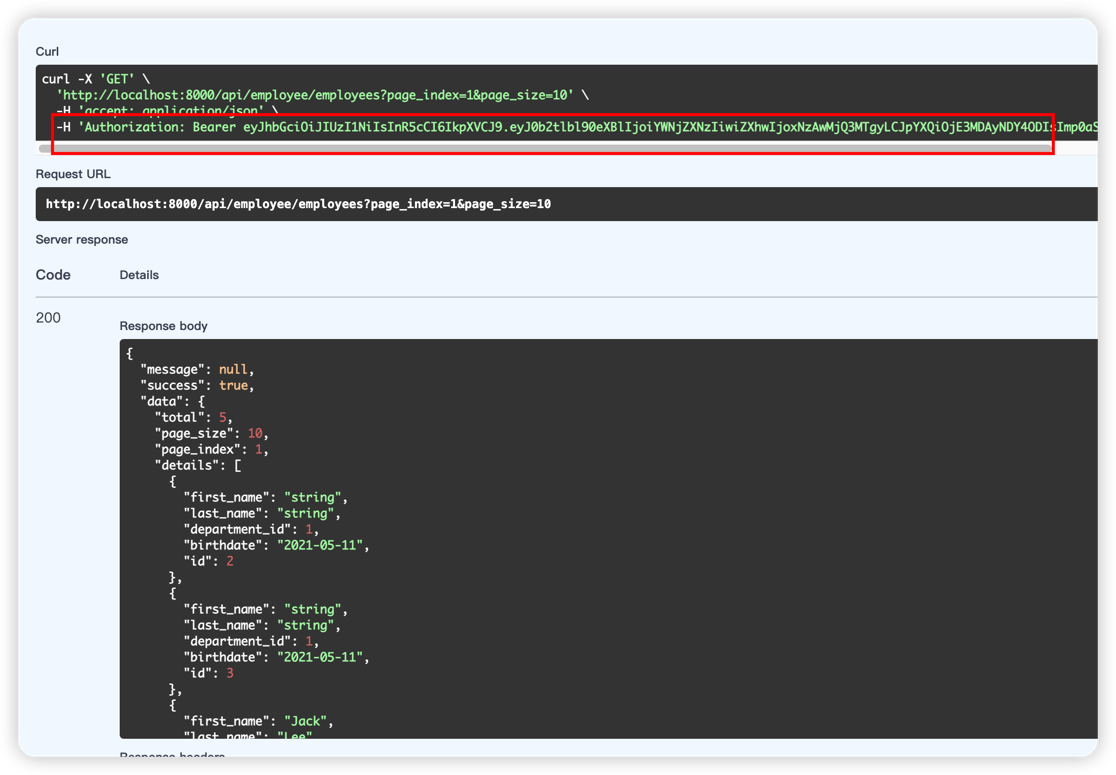 Curl
curl -X 'GET' \
'http://localhost:8000/api/employee/employees?page_index=1&page_size=10' \
-H 'accept: application/json' \
-H 'Authorization: Bearer eyJhbGciOiJIUzI1NiIsInR5cCI6IkpXVCJ9.eyJ0b2tlbl90eXBlIjoiYWNjZXNzIiwiZXhwIjoxNzAwMjQ3MTgyLCJpYXQiOjE3MDAyNDY4ODIsImp0aS
Request URL
http://localhost:8000/api/employee/employees?page_index=1&page_size=10
Server response
Code Details
200
Response body
{
"message": null,
"success": true,
"data": {
"total": 5,
"page_size": 10,
"page_index": 1,
"details": [
{
"first_name": "string",
"last_name": "string",
"department_id": 1,
"birthdate": "2021-05-11",
"id": 2
},
{
"first_name": "string",
"last_name": "string",
"department_id": 1,
"birthdate": "2021-05-11",
"id": 3
},
{
"first_name": "Jack",
"last_name": "Lee"
Response headers